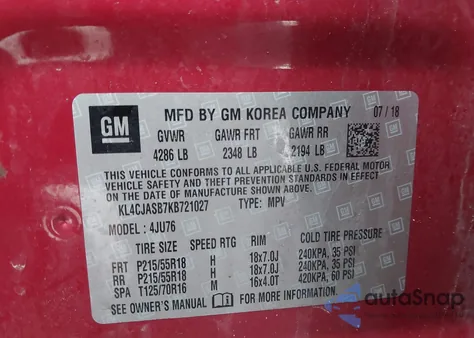 GM
MFD BY GM KOREA COMPANY 07 / 18
GVWR GAWR FRT GAWR RR
4286 LB 2348 LB 2194 LB
THIS VEHICLE CONFORMS TO ALL APPLICABLE U.S. FEDERAL MOTOR
VEHICLE SAFETY AND THEFT PREVENTION STANDARDS IN EFFECT ON
THE DATE OF MANUFACTURE SHOWN ABOVE.
KL4CJASB7KB721027 TYPE: MPV
MODEL: 4JU76
TIRE SIZE SPEED RTG RIM COLD TIRE PRESSURE
FRT P215/55R18 H 18x7.0J 240KPA, 35 PSI
RR P215/55R18 H 18x7.0J 240KPA, 35 PSI
SPA T125/70R16 M 16x4.0T 420KPA, 60 PSI
SEE OWNER'S MANUAL FOR MORE INFORMATION.
autoSnap
POWERED BY